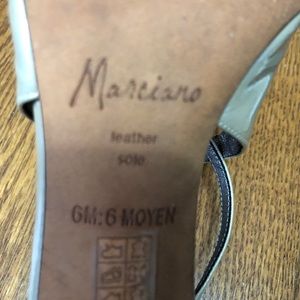 Marciano
leather
sole
6M: 6 MOYEN